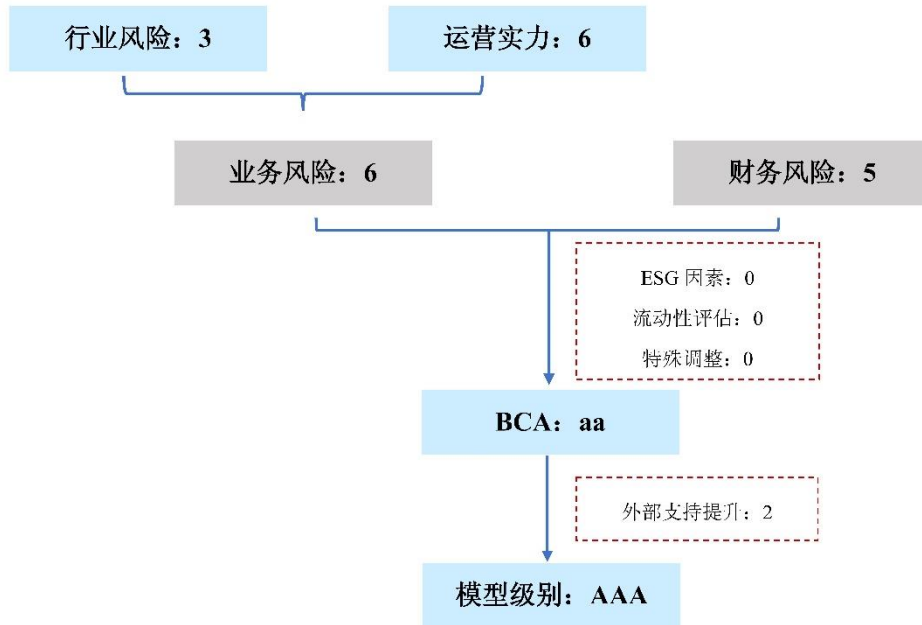 行业风险：3
运营实力：6
业务风险：6
财务风险：5
ESG 因素：0
流动性评估：0
特殊调整：0
BCA：aa
外部支持提升：2
模型级别：AAA